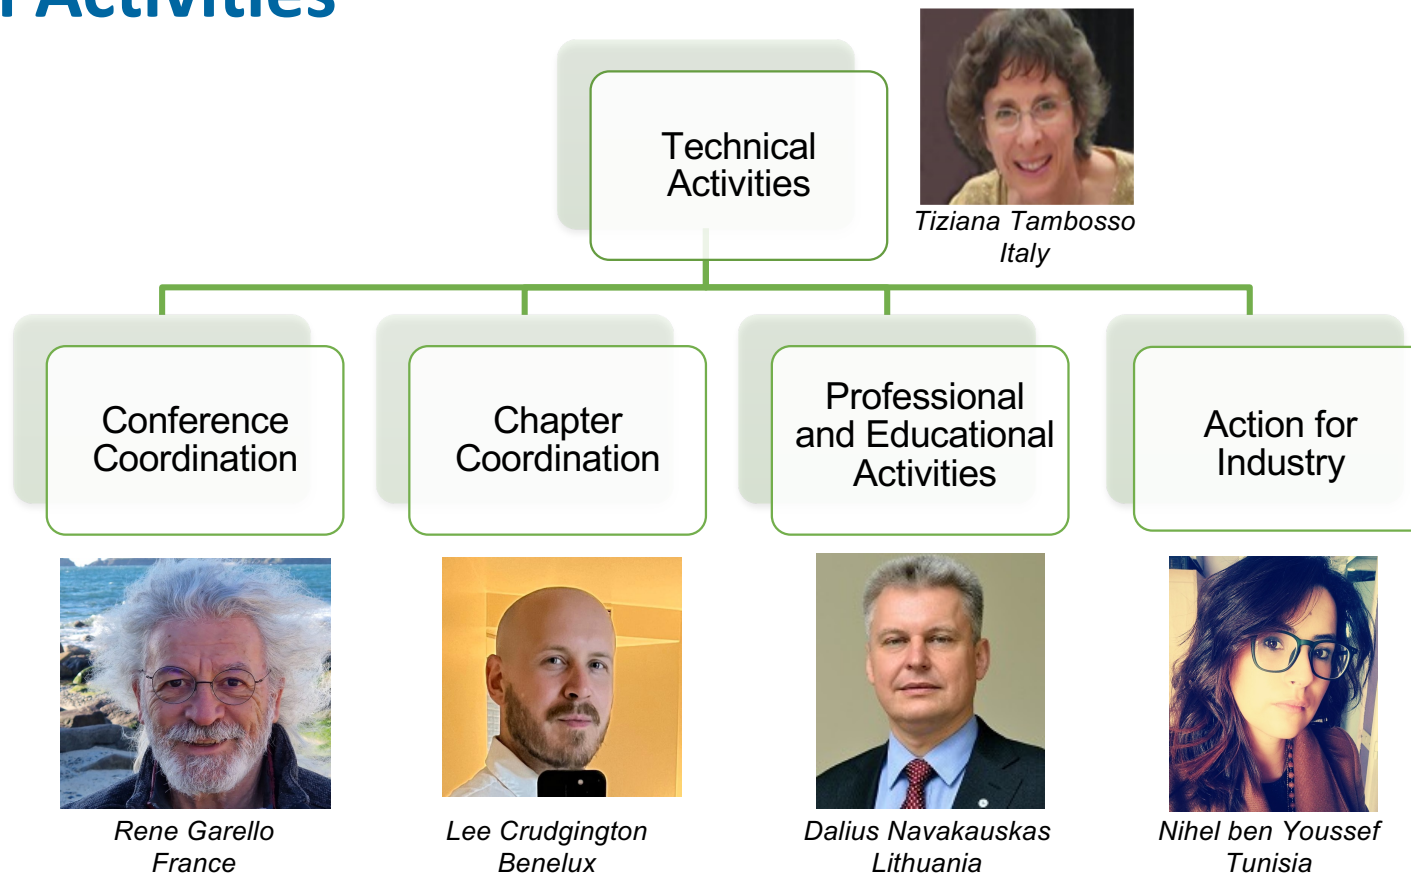 Activities
Technical
Activities
Tiziana Tambosso
Italy
Conference
Coordination
Chapter
Coordination
Professional
and Educational
Activities
Action for
Industry
Rene Garello
France
Lee Crudgington
Benelux
Dalius Navakauskas
Lithuania
Nihel ben Youssef
Tunisia